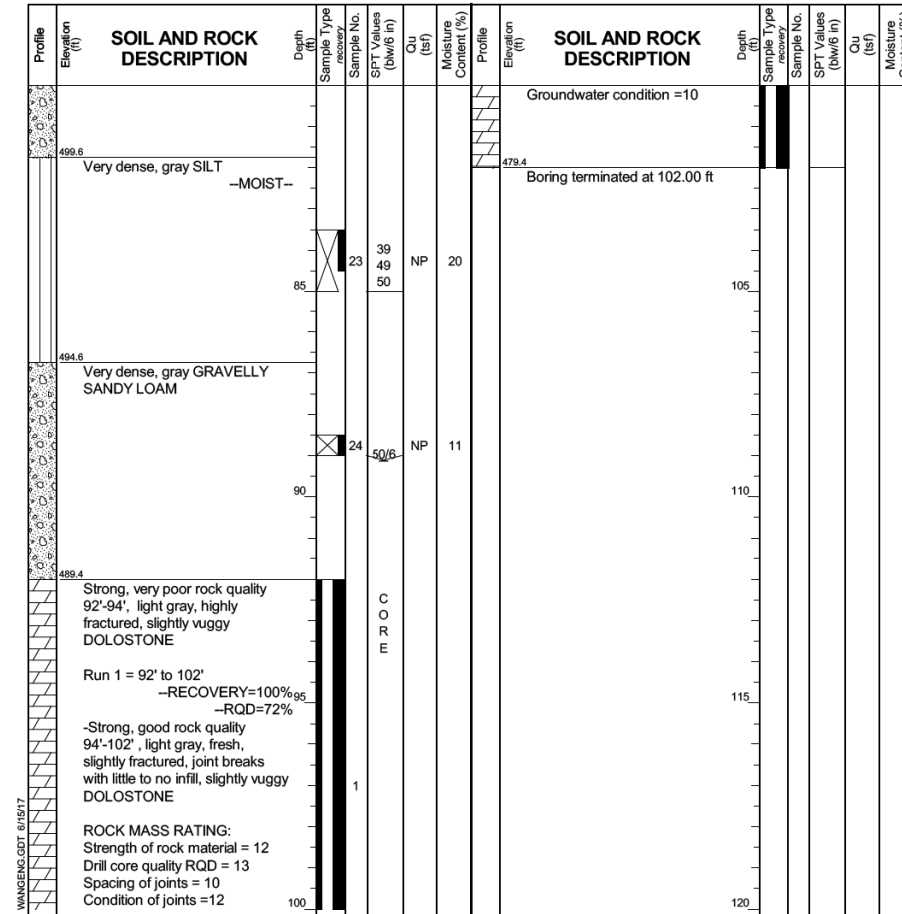 Profile
Elevation
(ft)
SOIL AND ROCK
DESCRIPTION
Depth
(ft)
Sample Type
recovery
Sample No.
SPT Values
(blw/6 in)
Qu
(tsf)
Moisture
Content (%)
499.6
Very dense, gray SILT
--MOIST--
23
39
49
50
NP
20
85
494.6
Very dense, gray GRAVELLY
SANDY LOAM
24
50/6
NP
11
90
489.4
Strong, very poor rock quality
92'-94', light gray, highly
fractured, slightly vuggy
DOLOSTONE
C
O
R
E
Run 1 = 92' to 102'
--RECOVERY=100%
95
--RQD=72%
-Strong, good rock quality
94'-102' , light gray, fresh,
slightly fractured, joint breaks
with little to no infill, slightly vuggy
DOLOSTONE
1
ROCK MASS RATING:
Strength of rock material = 12
Drill core quality RQD = 13
Spacing of joints = 10
Condition of joints =12
100
WANGENG.GDT 6/15/17
Profile
Elevation
(ft)
SOIL AND ROCK
DESCRIPTION
Depth
(ft)
Sample Type
recovery
Sample No.
SPT Values
(blw/6 in)
Qu
(tsf)
Moisture
Content (%)
Groundwater condition =10
479.4
Boring terminated at 102.00 ft
105
110
115
120